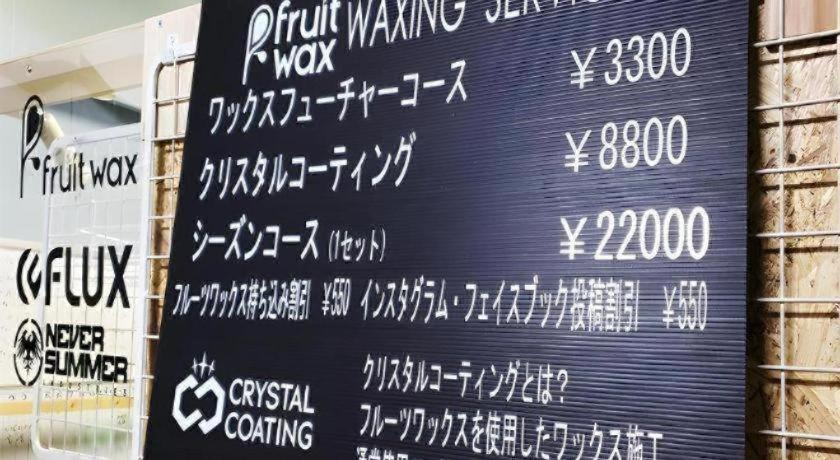 fruit wax WAXING
ワックスフューチャーコース ￥3300
クリスタルコーティング ￥8800
シーズンコース (1セット) ￥22000
フルーツワックス持ち込み割引 ¥550 インスタグラム・フェイスブック投稿割引 ¥550
CRYSTAL COATING
クリスタルコーティングとは?
フルーツワックスを使用したワックス施工
fruit wax
FLUX
NEVER
SUMMER